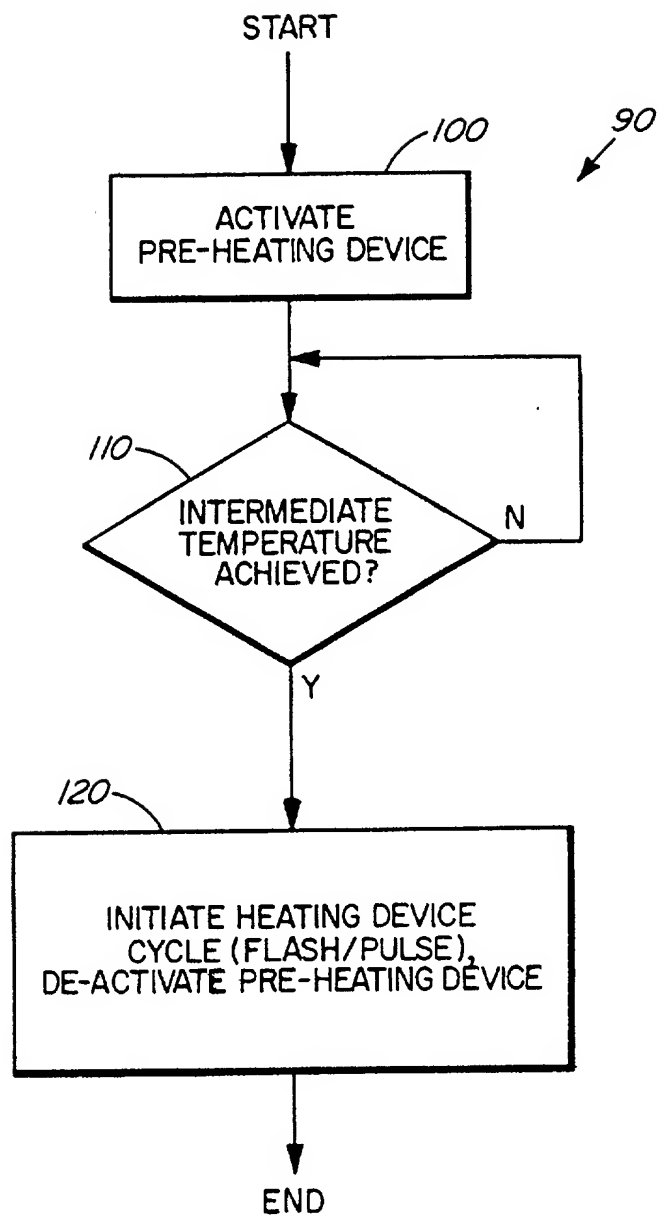 START
100
90
ACTIVATE
PRE-HEATING DEVICE
110
INTERMEDIATE
TEMPERATURE
ACHIEVED?
N
Y
120
INITIATE HEATING DEVICE
CYCLE (FLASH/PULSE),
DE-ACTIVATE PRE-HEATING DEVICE
END